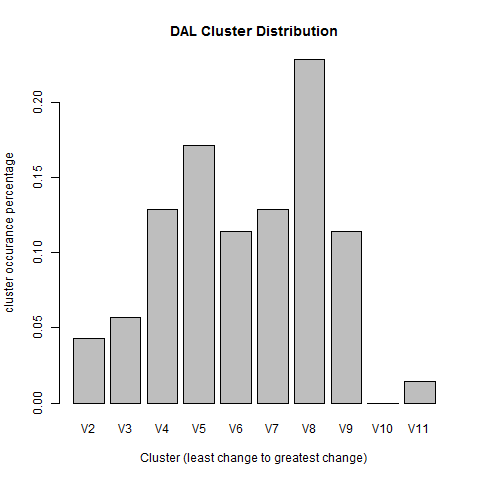 DAL Cluster Distribution
cluster occurance percentage
0.20
0.15
0.10
0.05
0.00
V2 V3 V4 V5 V6 V7 V8 V9 V10 V11
Cluster (least change to greatest change)